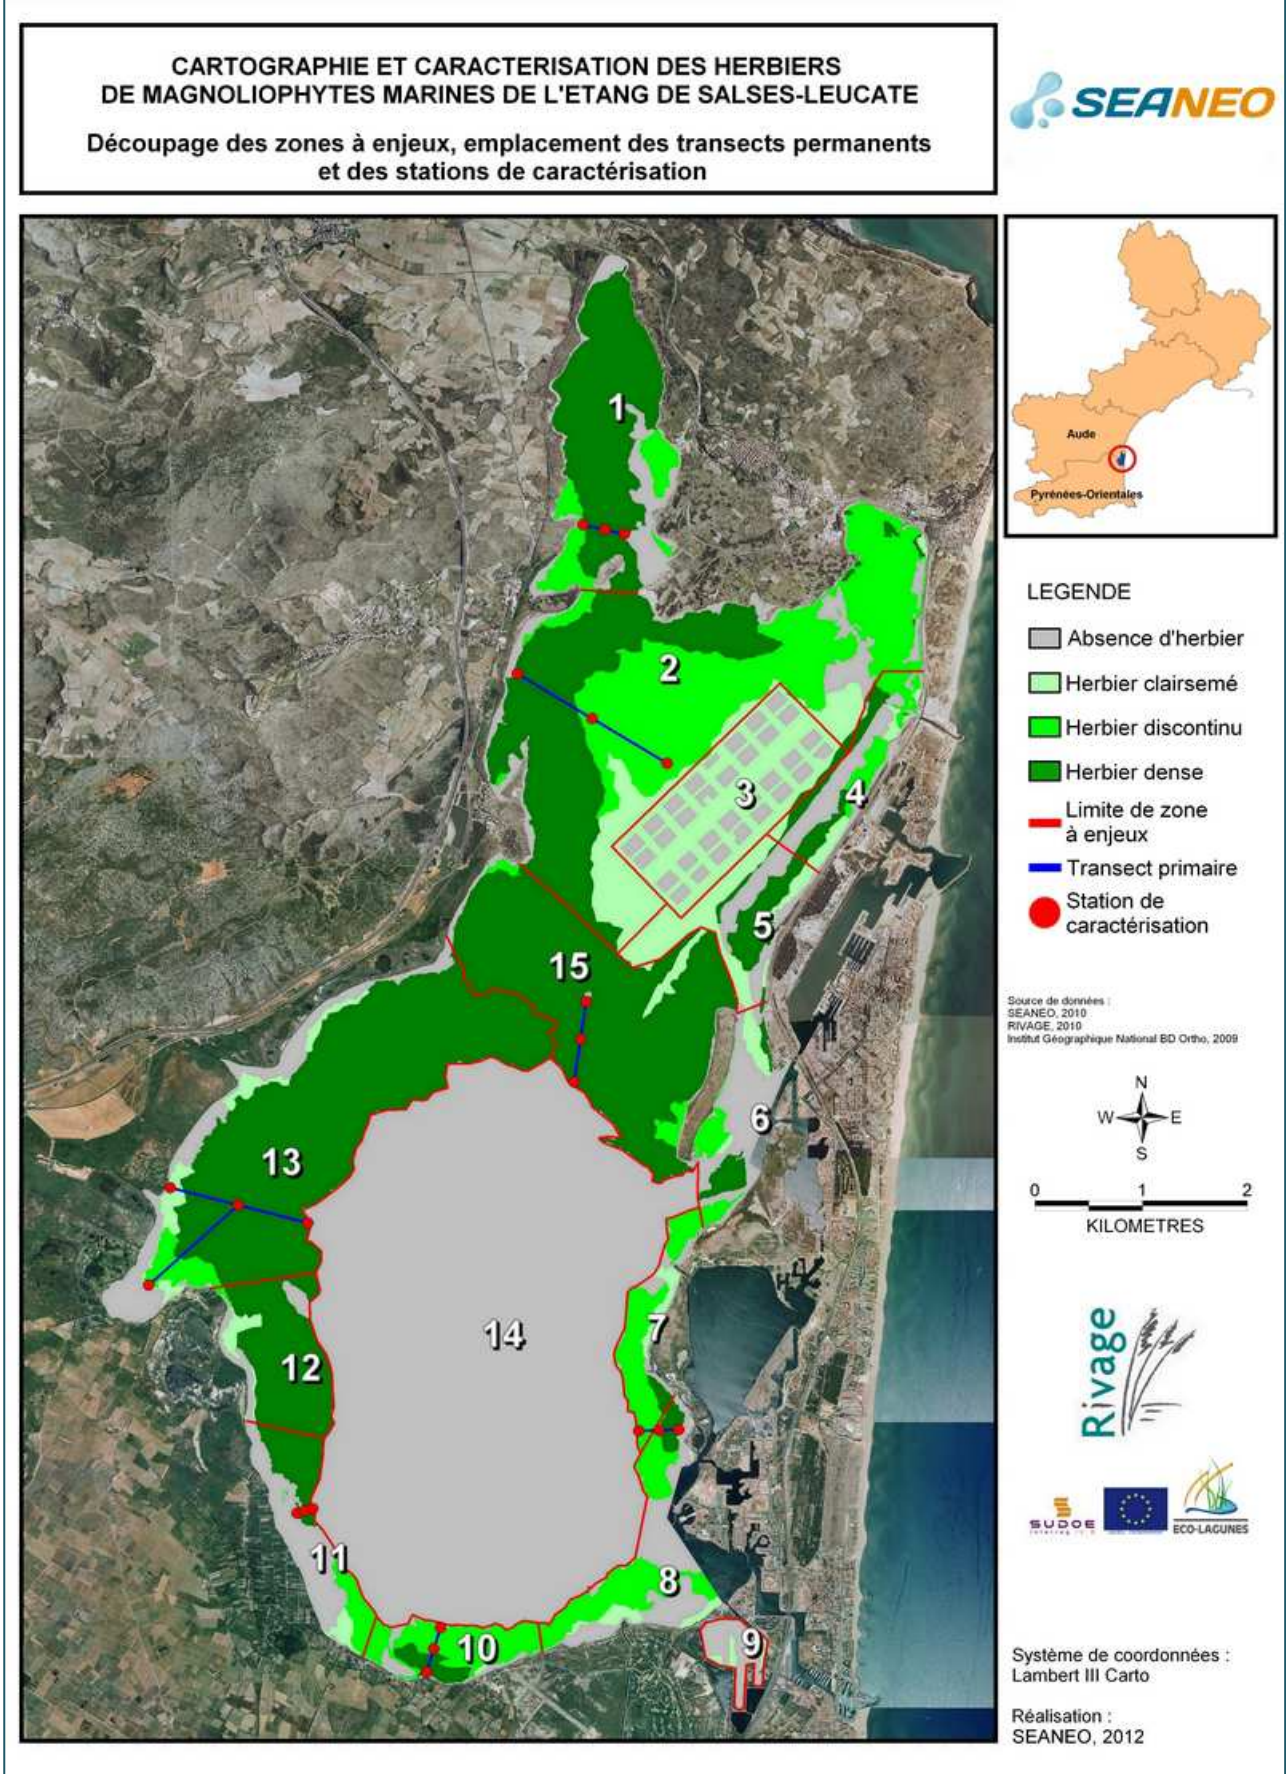 CARTOGRAPHIE ET CARACTERISATION DES HERBIERS
DE MAGNOLIOPHYTES MARINES DE L'ETANG DE SALSES-LEUCATE
Découpage des zones à enjeux, emplacement des transects permanents
et des stations de caractérisation
SEANEO
1
2
3
4
5
15
6
13
14
7
12
11
8
10
9
Aude
Pyrénées-Orientales
LEGENDE
Absence d'herbier
Herbier clairsemé
Herbier discontinu
Herbier dense
Limite de zone
à enjeux
Transect primaire
Station de
caractérisation
Source de données :
SEANEO, 2010
RIVAGE, 2010
Institut Géographique National BD Ortho, 2009
N
W E
S
0 1 2
KILOMETRES
Rivage
SUDOE
ECO-LAGUNES
Système de coordonnées :
Lambert III Carto
Réalisation :
SEANEO, 2012